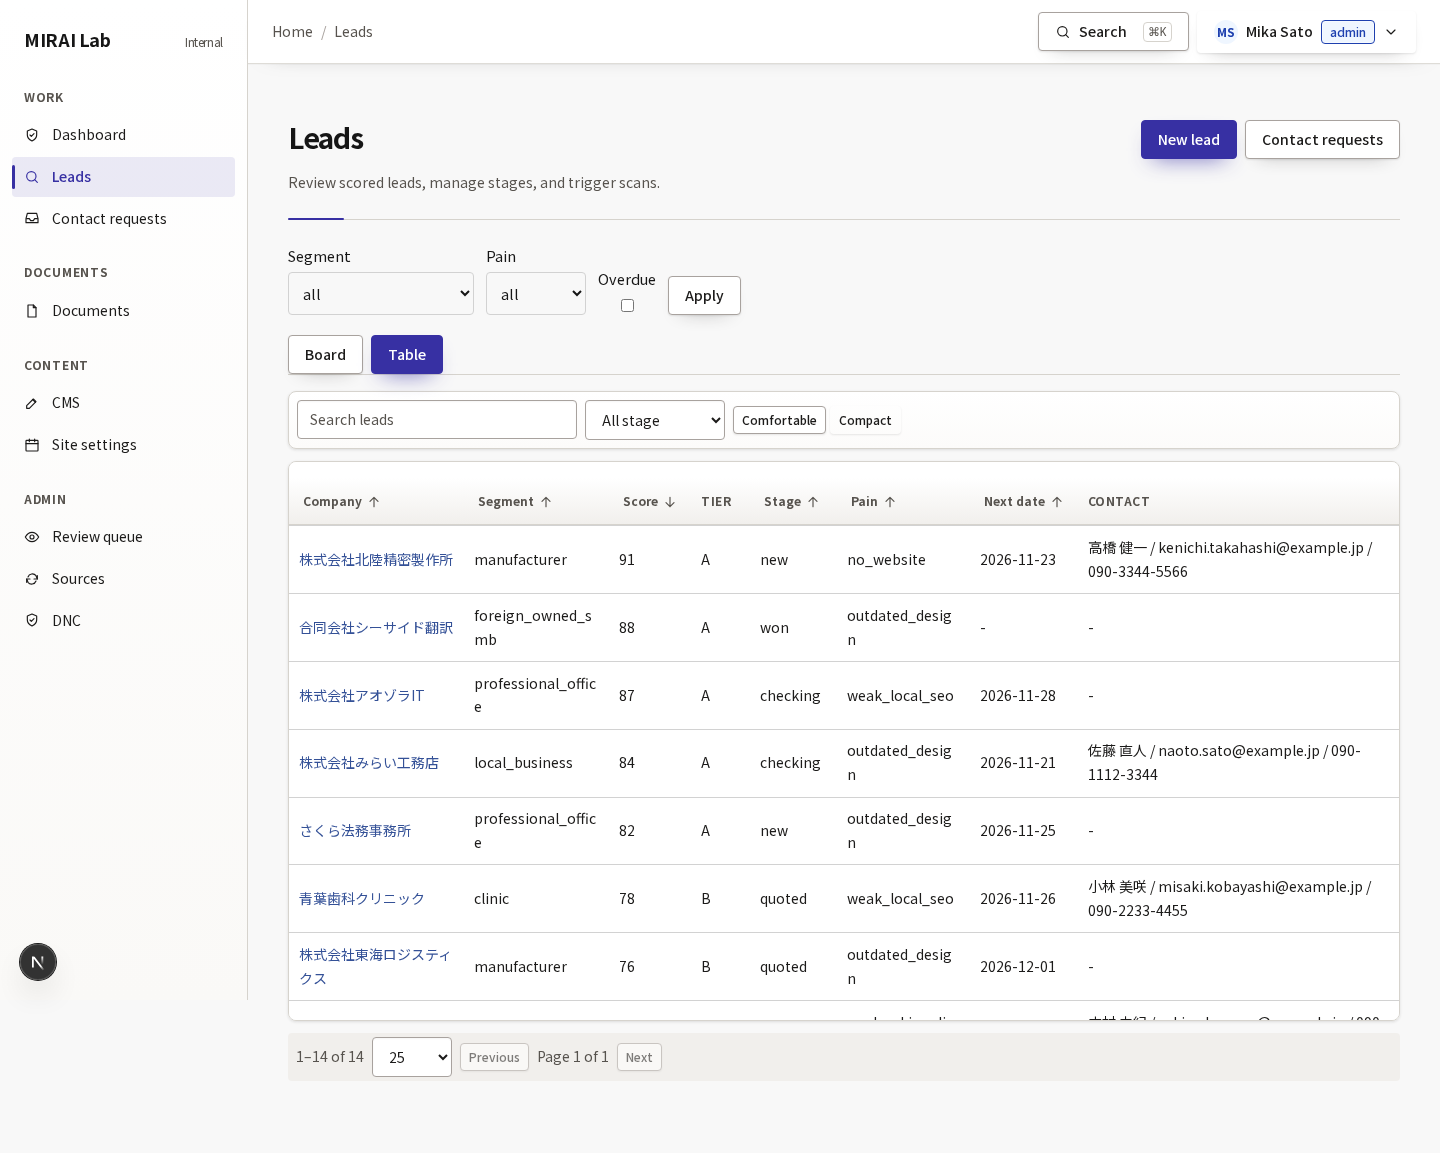 MIRAI Lab
Internal
WORK
Dashboard
Leads
Contact requests
DOCUMENTS
Documents
CONTENT
CMS
Site settings
ADMIN
Review queue
Sources
DNC
N
Home / Leads
Search ⌘K
MS Mika Sato admin
Leads
New lead
Contact requests
Review scored leads, manage stages, and trigger scans.
Segment
all
Pain
all
Overdue
Apply
Board
Table
Search leads
All stage
Comfortable
Compact
Company ↑ Segment ↑ Score ↓ TIER Stage ↑ Pain ↑ Next date ↑ CONTACT
株式会社北陸精密製作所 manufacturer 91 A new no_website 2026-11-23 高橋 健一 / kenichi.takahashi@example.jp /
090-3344-5566
合同会社シーサイド翻訳 foreign_owned_s
mb 88 A won outdated_desig
n - -
株式会社アオゾラIT professional_offic
e 87 A checking weak_local_seo 2026-11-28 -
株式会社みらい工務店 local_business 84 A checking outdated_desig
n 2026-11-21 佐藤 直人 / naoto.sato@example.jp / 090-
1112-3344
さくら法務事務所 professional_offic
e 82 A new outdated_desig
n 2026-11-25 -
青葉歯科クリニック clinic 78 B quoted weak_local_seo 2026-11-26 小林 美咲 / misaki.kobayashi@example.jp /
090-2233-4455
株式会社東海ロジスティ
クス manufacturer 76 B quoted outdated_desig
n 2026-12-01 -
1–14 of 14 25 Previous Page 1 of 1 Next